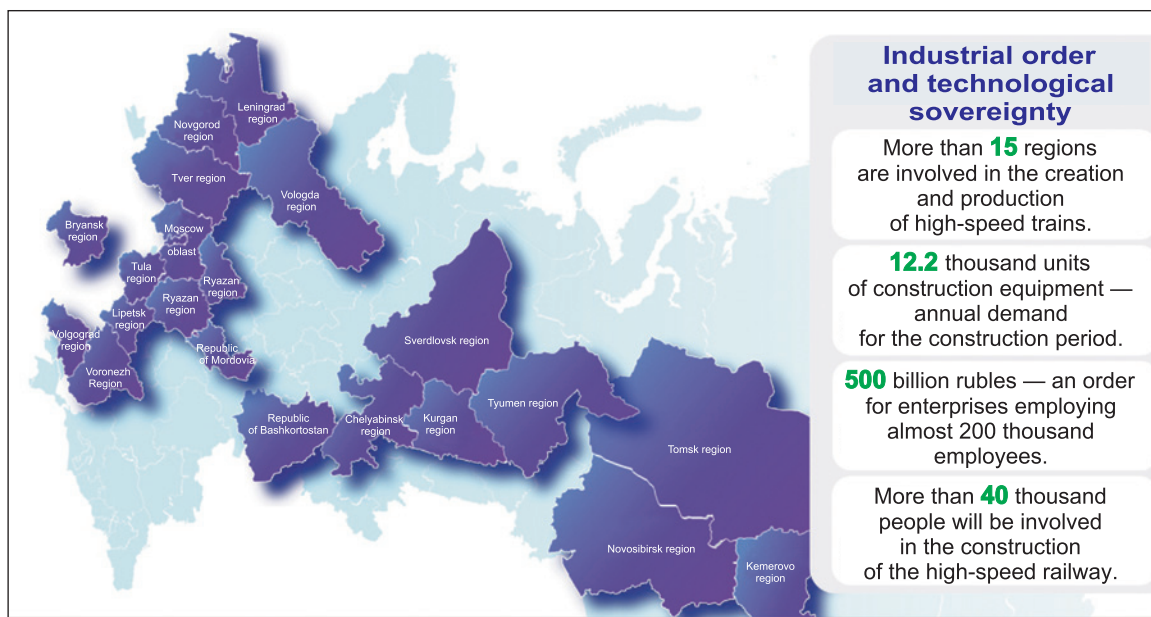 Leningrad
region
Novgorod
region
Tver region
Vologda
region
Bryansk
region
Moscow
oblast
Tula
region
Ryazan
region
Ryazan
region
Lipetsk
region
Volgograd
region
Republic
of Mordovia
Voronezh
Region
Sverdlovsk region
Republic
of Bashkortostan
Chelyabinsk
region
Kurgan
region
Tyumen region
Tomsk region
Novosibirsk region
Kemerovo
region
Industrial order
and technological
sovereignty
More than 15 regions
are involved in the creation
and production
of high-speed trains.
12.2 thousand units
of construction equipment —
annual demand
for the construction period.
500 billion rubles — an order
for enterprises employing
almost 200 thousand
employees.
More than 40 thousand
people will be involved
in the construction
of the high-speed railway.